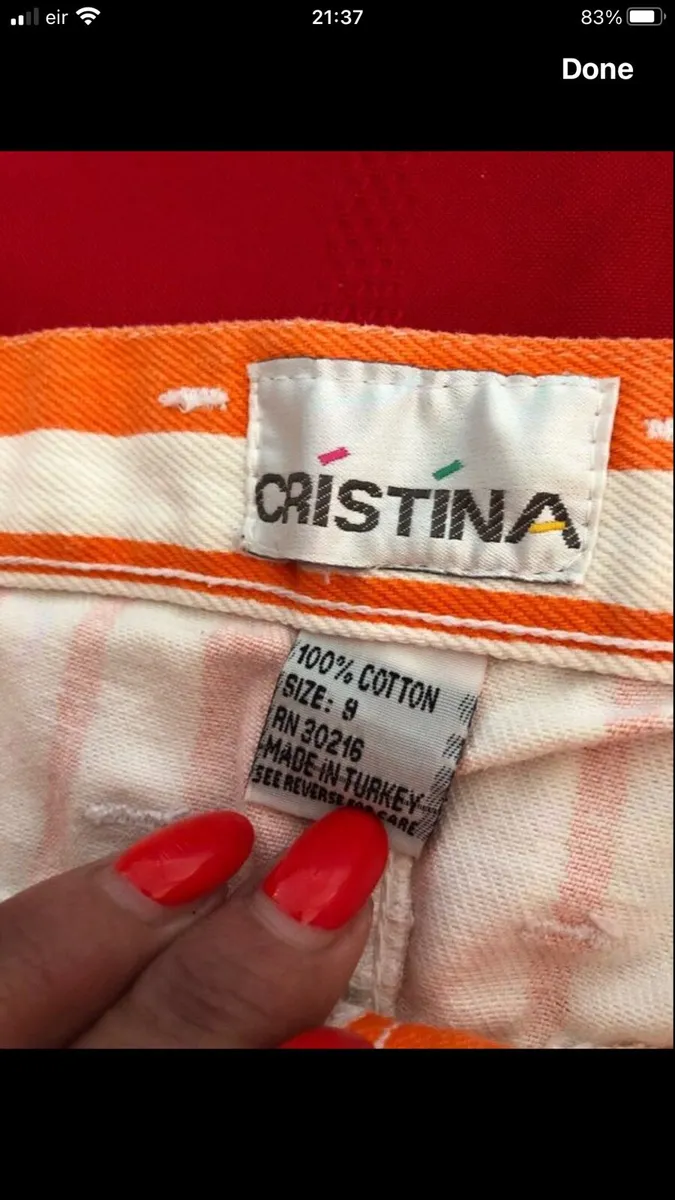 eir
21:37
83%
Done
CRISTINA
100% COTTON
SIZE: 9
RN 30216
MADE IN TURKEY
SEE REVERSE FOR CARE